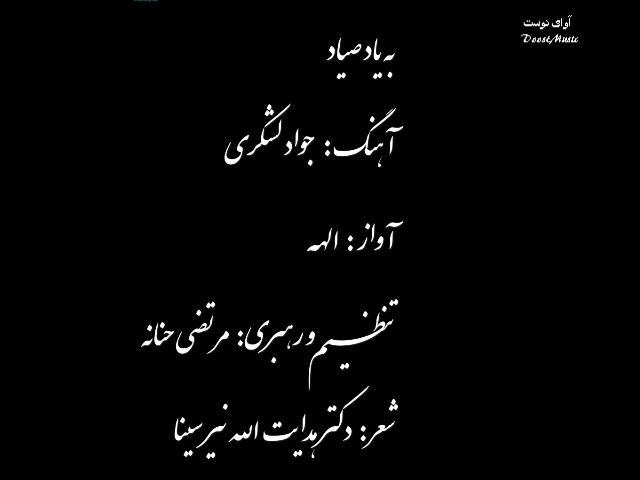 آوای دوست
DoostMusic
به یاد صیاد
آهنگ: جواد لشکری
آواز: الهه
تنظیم و رهبری: مرتضی حنانه
شعر: دکتر هدایت الله نیرسینا